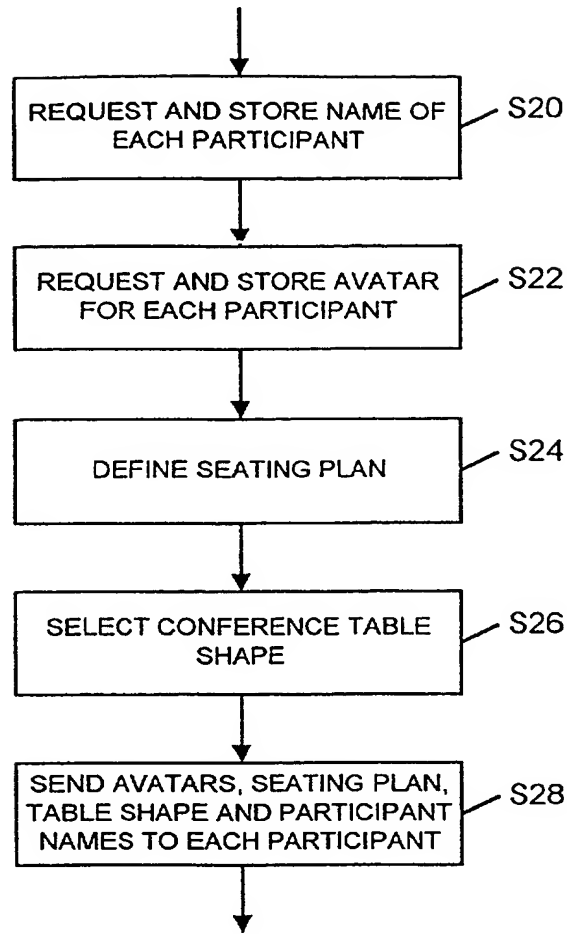 REQUEST AND STORE NAME OF
EACH PARTICIPANT
S20
REQUEST AND STORE AVATAR
FOR EACH PARTICIPANT
S22
DEFINE SEATING PLAN
S24
SELECT CONFERENCE TABLE
SHAPE
S26
SEND AVATARS, SEATING PLAN,
TABLE SHAPE AND PARTICIPANT
NAMES TO EACH PARTICIPANT
S28